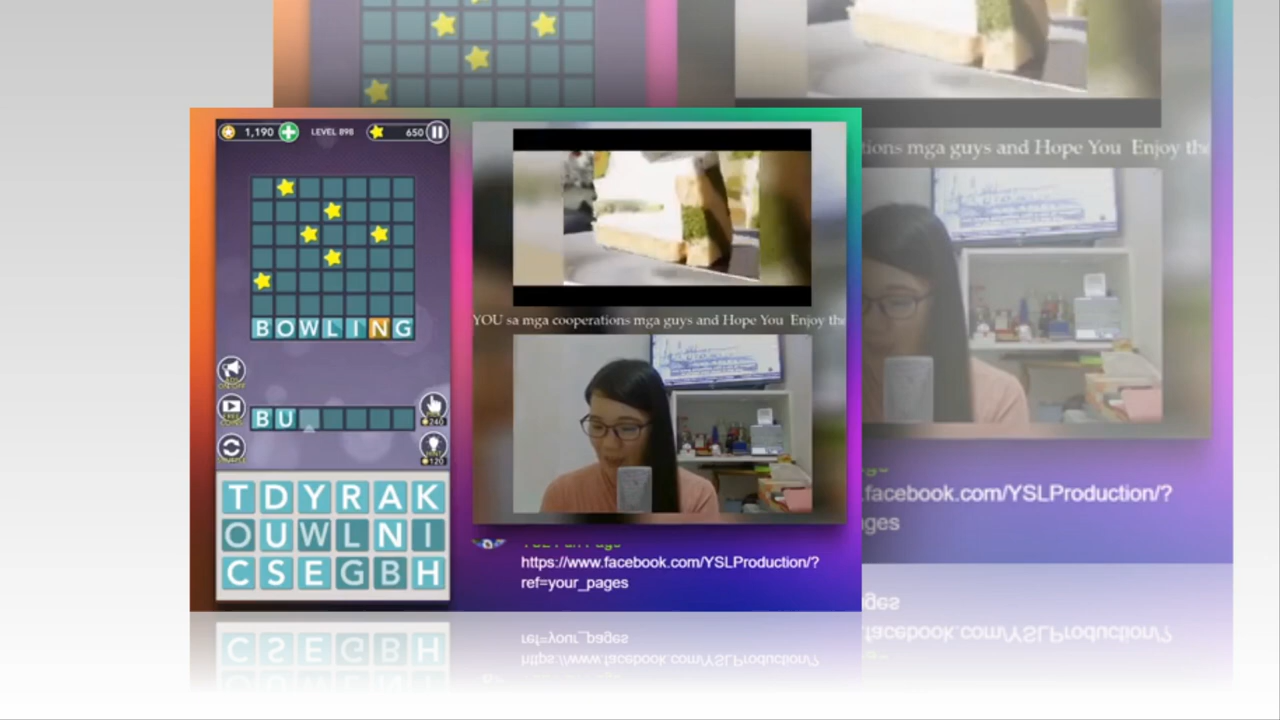 1,190
LEVEL 898
650
BOWLING
BU
240
120
TDYRAK
OUWLNI
CSEGBH
YOU sa mga cooperations mga guys and Hope You Enjoy the
https://www.facebook.com/YSLProduction/?
ref=your_pages
tions mga guys and Hope You Enjoy th
.facebook.com/YSLProduction/?
ges